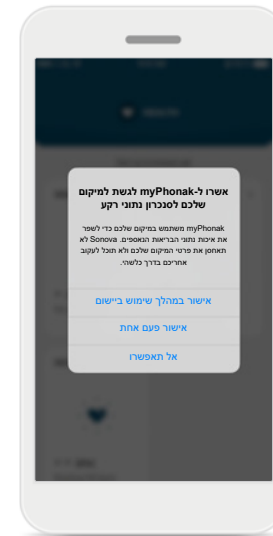 אשרו ל-myPhonak לגשת למיקום
שלכם לסנכרון נתוני רקע
myPhonak משתמש במיקום שלכם כדי לשפר
את איכות נתוני הבריאות הנאספים. Sonova לא
תאחסן את פרטי המיקום שלכם ולא תוכל לעקוב
אחריכם בדרך כלשהי.
אישור במהלך שימוש ביישום
אישור פעם אחת
אל תאפשרו